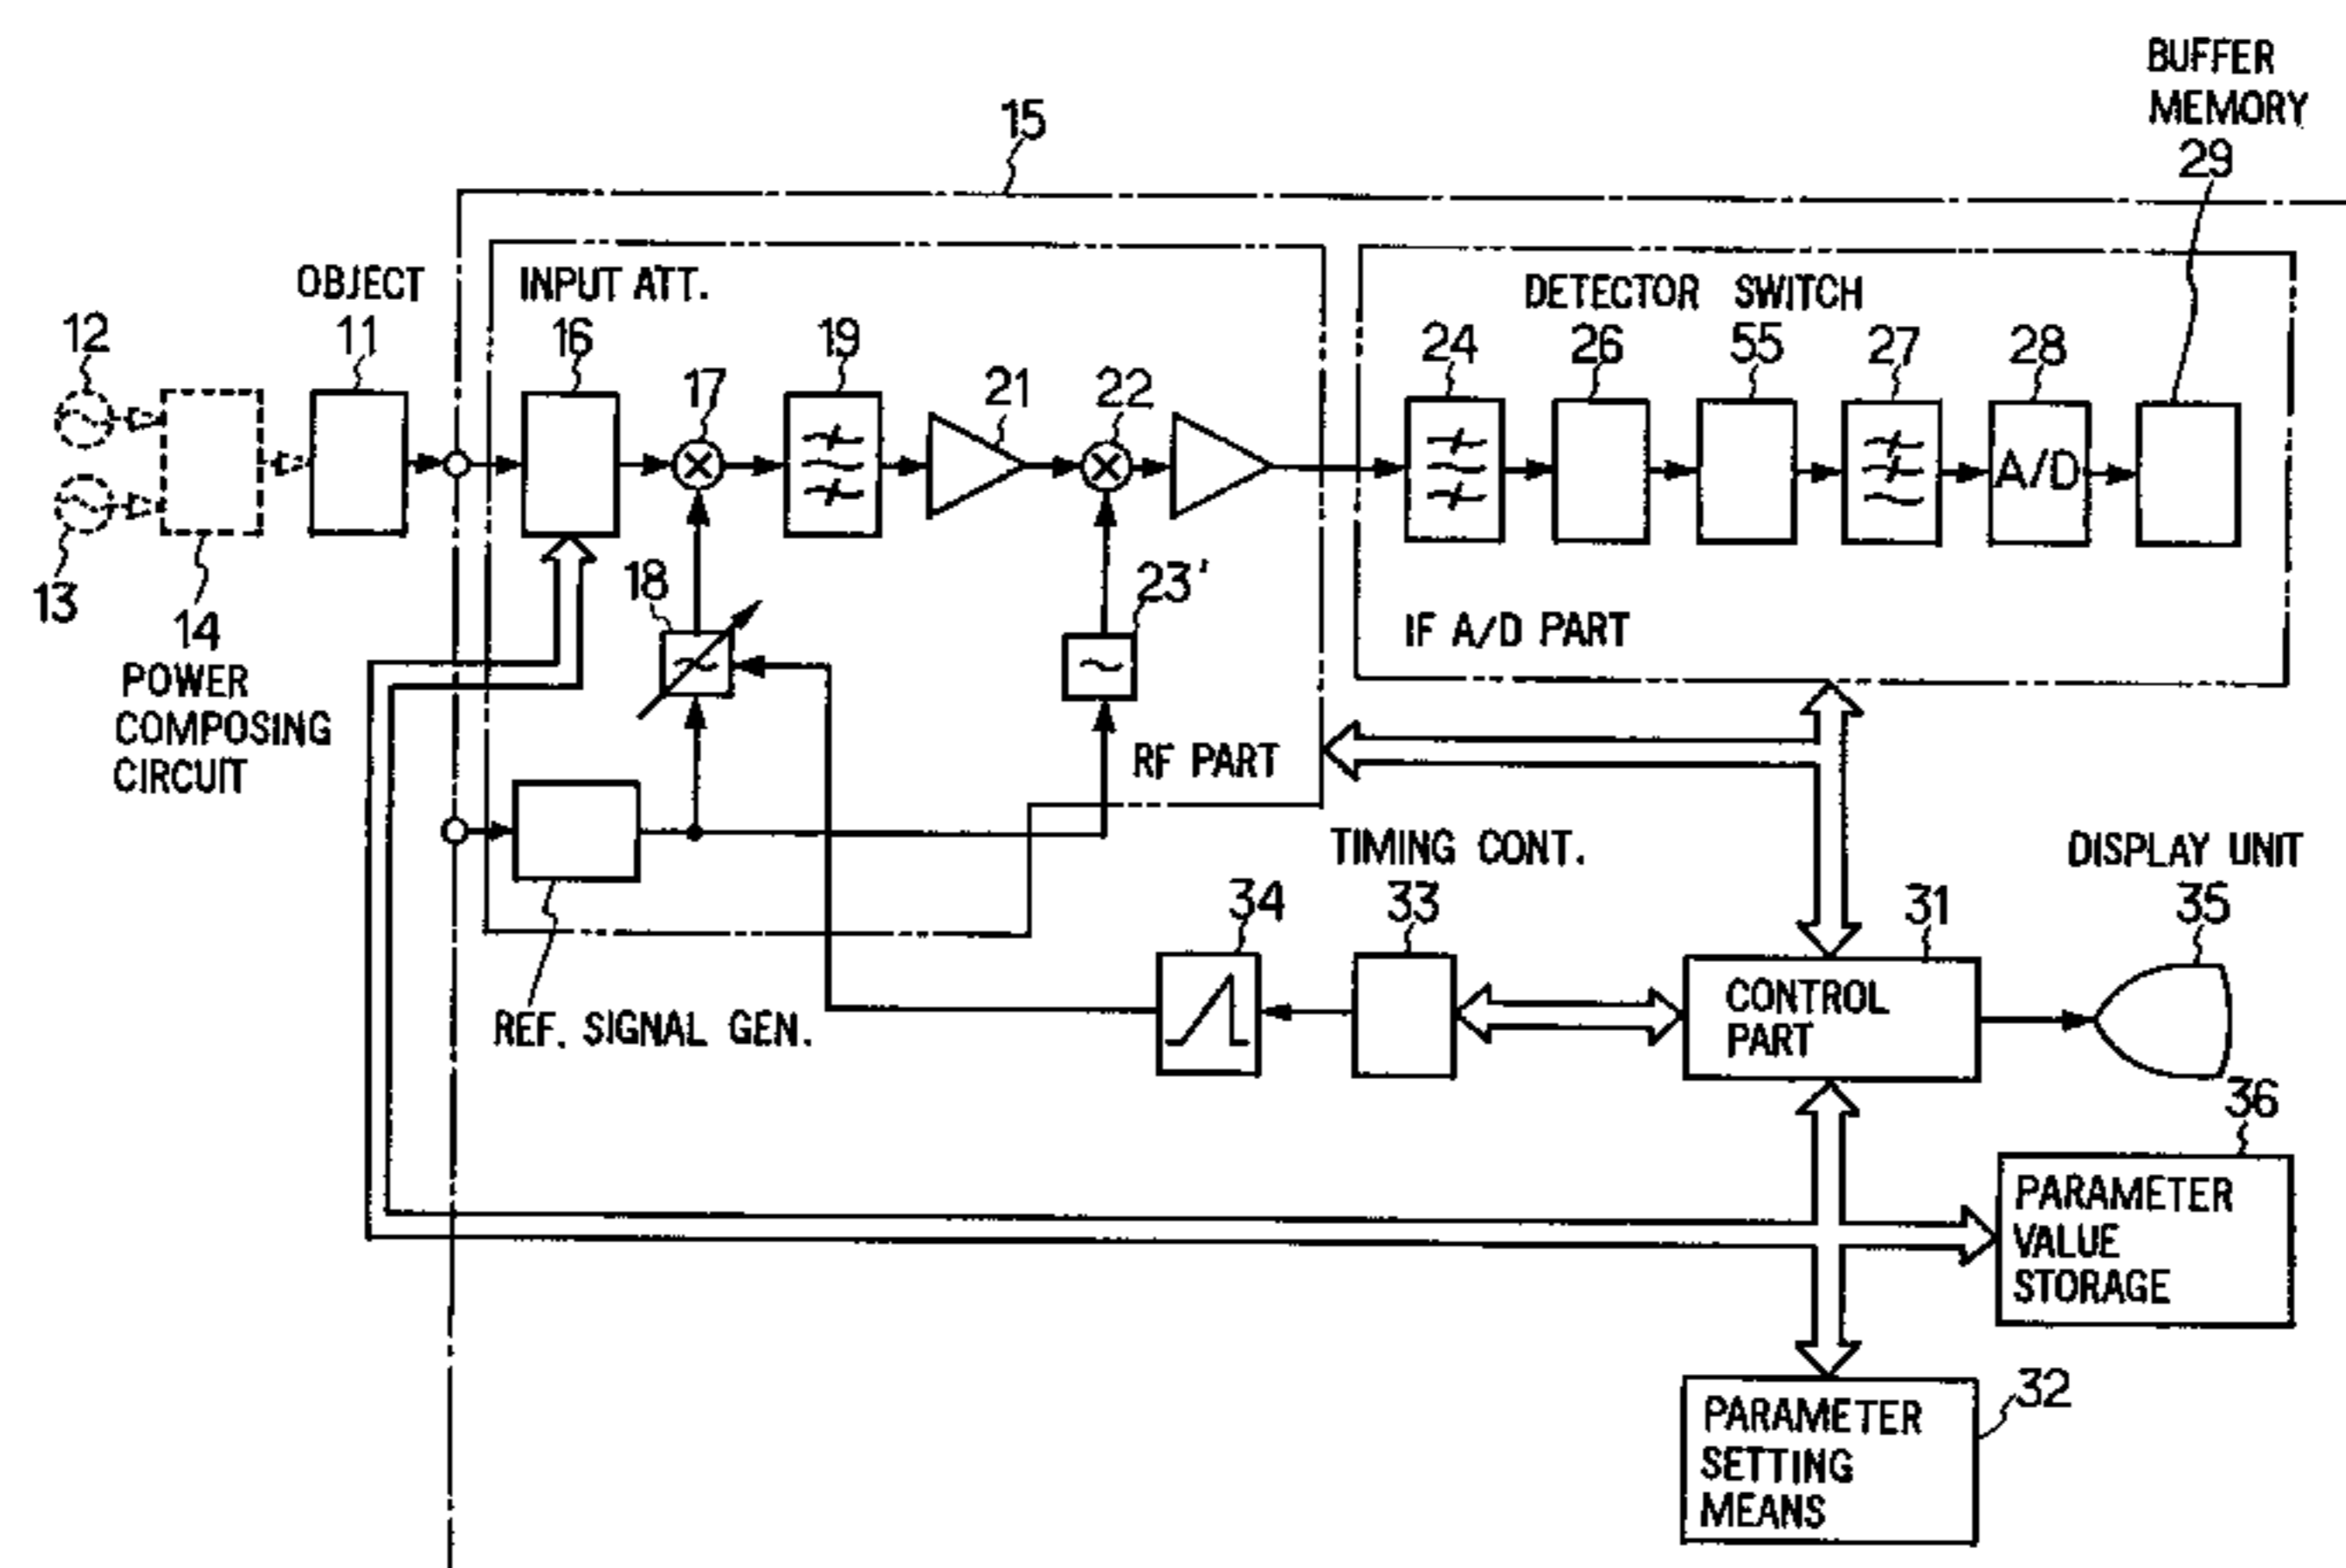 BUFFER
MEMORY
29
15
OBJECT
11
INPUT ATT.
16
12
13
14
POWER
COMPOSING
CIRCUIT
17
18
19
21
22
23'
DETECTOR SWITCH
24
26
55
27
28
A/D
IF A/D PART
RF PART
REF. SIGNAL GEN.
TIMING CONT.
34
33
31
CONTROL
PART
DISPLAY UNIT
35
36
PARAMETER
VALUE
STORAGE
32
PARAMETER
SETTING
MEANS